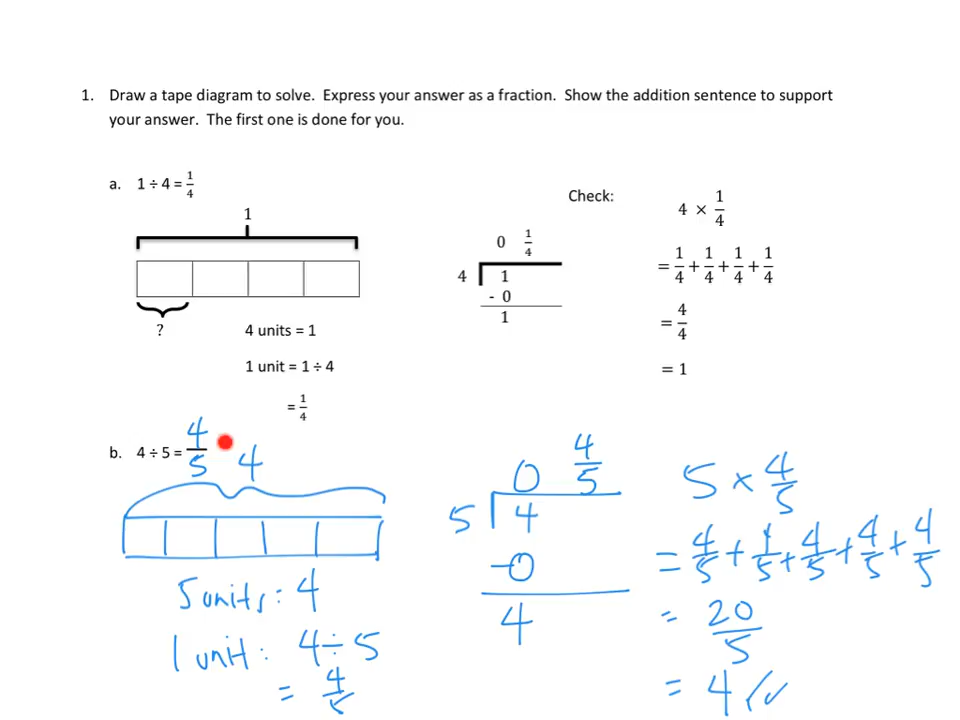 1. Draw a tape diagram to solve. Express your answer as a fraction. Show the addition sentence to support
your answer. The first one is done for you.
a. 1 ÷ 4 = 1/4
1
?
4 units = 1
1 unit = 1 ÷ 4
= 1/4
0 1/4
4 1
- 0
1
Check:
4 × 1/4
= 1/4 + 1/4 + 1/4 + 1/4
= 4/4
= 1
b. 4 ÷ 5 = 4/5
4
5 units: 4
1 unit: 4 ÷ 5
= 4/5
0 4/5
5 4
-0
4
5 × 4/5
= 4/5 + 4/5 + 4/5 + 4/5 + 4/5
= 20/5
= 4